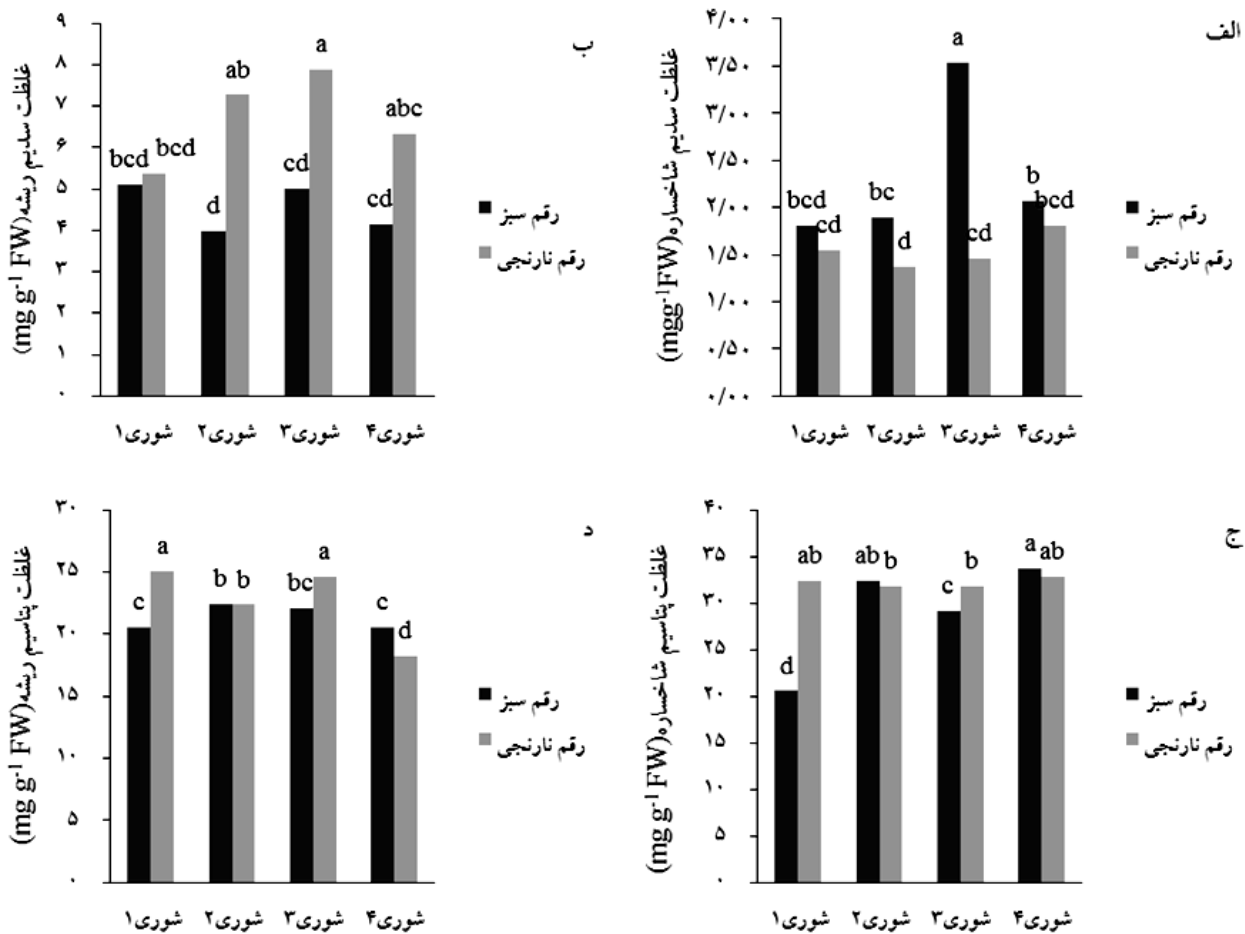 الف
غلظت سدیم شاخساره(mgg-1FW)
۴/۰۰
۳/۵۰
۳/۰۰
۲/۵۰
۲/۰۰
۱/۵۰
۱/۰۰
۰/۵۰
۰/۰۰
bcd
cd
bc
d
a
cd
b
bcd
شوری۱ شوری۲ شوری۳ شوری۴
رقم سبز
رقم نارنجی
ب
غلظت سدیم ریشه(mg g-1 FW)
۹
۸
۷
۶
۵
۴
۳
۲
۱
۰
bcd
bcd
d
ab
cd
a
cd
abc
شوری۱ شوری۲ شوری۳ شوری۴
رقم سبز
رقم نارنجی
ج
غلظت پتاسیم شاخساره(mg g-1 FW)
۴۰
۳۵
۳۰
۲۵
۲۰
۱۵
۱۰
۵
۰
d
ab
ab
b
c
b
a
ab
شوری۱ شوری۲ شوری۳ شوری۴
رقم سبز
رقم نارنجی
د
غلظت پتاسیم ریشه(mg g-1 FW)
۳۰
۲۵
۲۰
۱۵
۱۰
۵
۰
c
a
b
b
bc
a
c
d
شوری۱ شوری۲ شوری۳ شوری۴
رقم سبز
رقم نارنجی